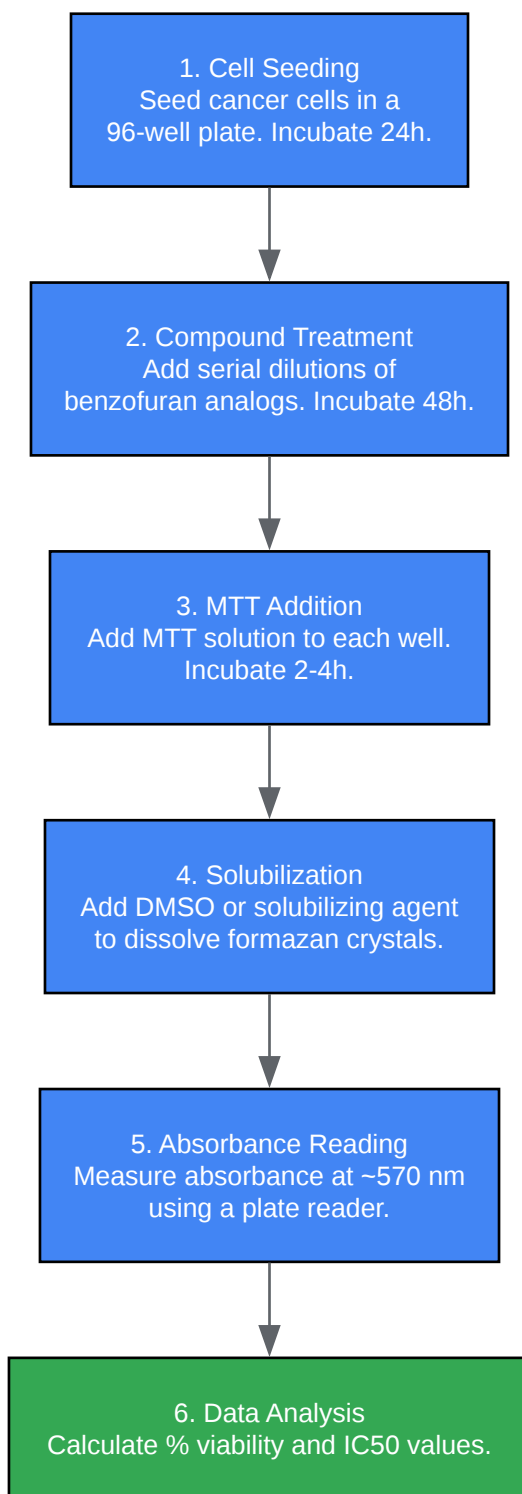 1. Cell Seeding
Seed cancer cells in a
96-well plate. Incubate 24h.
2. Compound Treatment
Add serial dilutions of
benzofuran analogs. Incubate 48h.
3. MTT Addition
Add MTT solution to each well.
Incubate 2-4h.
4. Solubilization
Add DMSO or solubilizing agent
to dissolve formazan crystals.
5. Absorbance Reading
Measure absorbance at ~570 nm
using a plate reader.
6. Data Analysis
Calculate % viability and IC50 values.